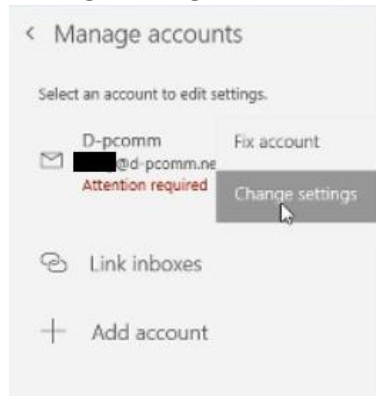 < Manage accounts
Select an account to edit settings.
D-pcomm
@d-pcomm.ne
Attention required
Fix account
Change settings
Link inboxes
+ Add account